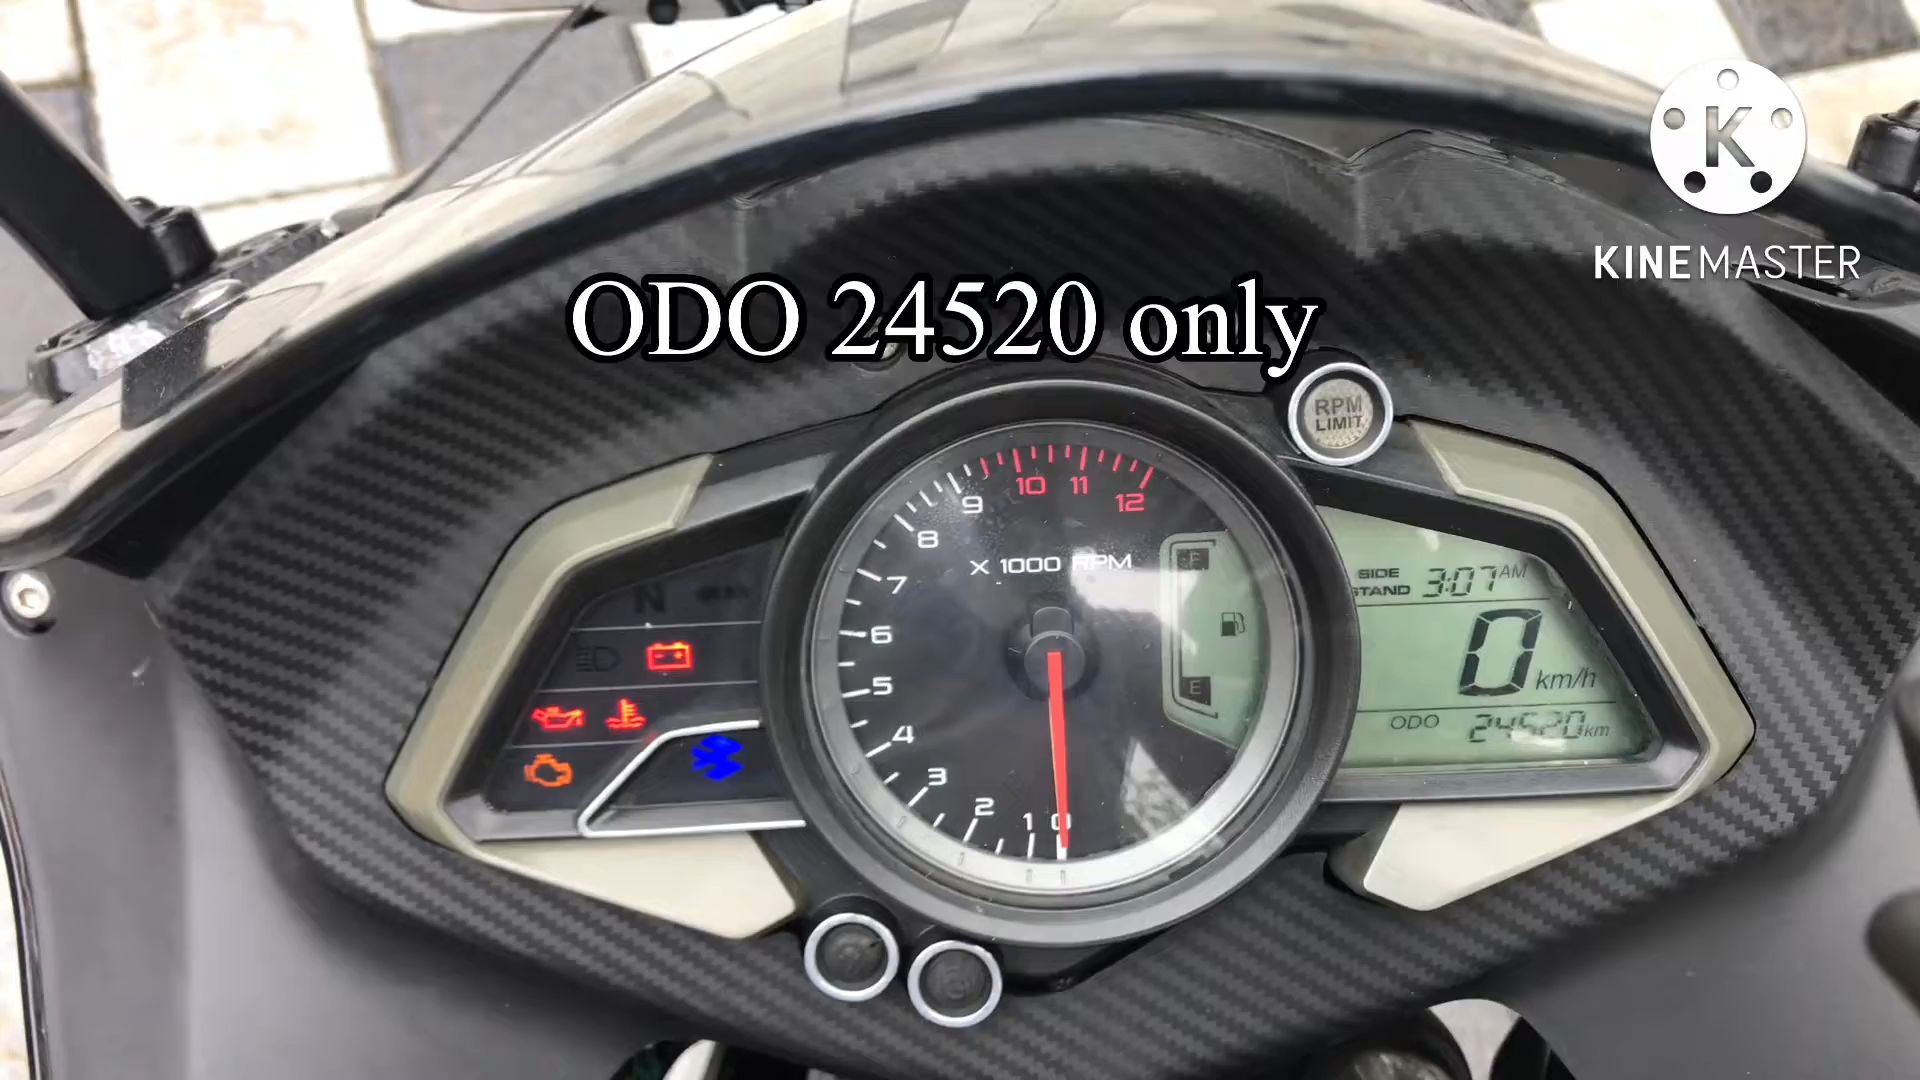 KINEMASTER
ODO 24520 only
RPM
LIMIT
9 10 11 12
8
7
6
5
4
3
2
1 0
X 1000 RPM
F
E
N
SIDE
STAND 3:07 AM
0 km/h
ODO 24520 km